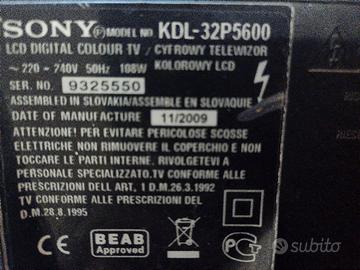 SONY MODEL NO. KDL-32P5600
LCD DIGITAL COLOUR TV / CYFROWY TELEWIZOR
~ 220 - 240V 50Hz 108W KOLOROWY LCD
SER. NO. 9325550
ASSEMBLED IN SLOVAKIA/ASSEMBLE EN SLOVAQUIE
DATE OF MANUFACTURE 11/2009
ATTENZIONE! PER EVITARE PERICOLOSE SCOSSE
ELETTRICHE NON RIMUOVERE IL COPERCHIO E NON
TOCCARE LE PARTI INTERNE. RIVOLGETEVI A
PERSONALE SPECIALIZZATO.TV CONFORME ALLE
PRESCRIZIONI DELL ART, 1 D.M.26.3.1992
TV CONFORME ALLE PRESCRIZIONI DEL
D.M.28.8.1995
CE
BEAB
Approved
PG
subito